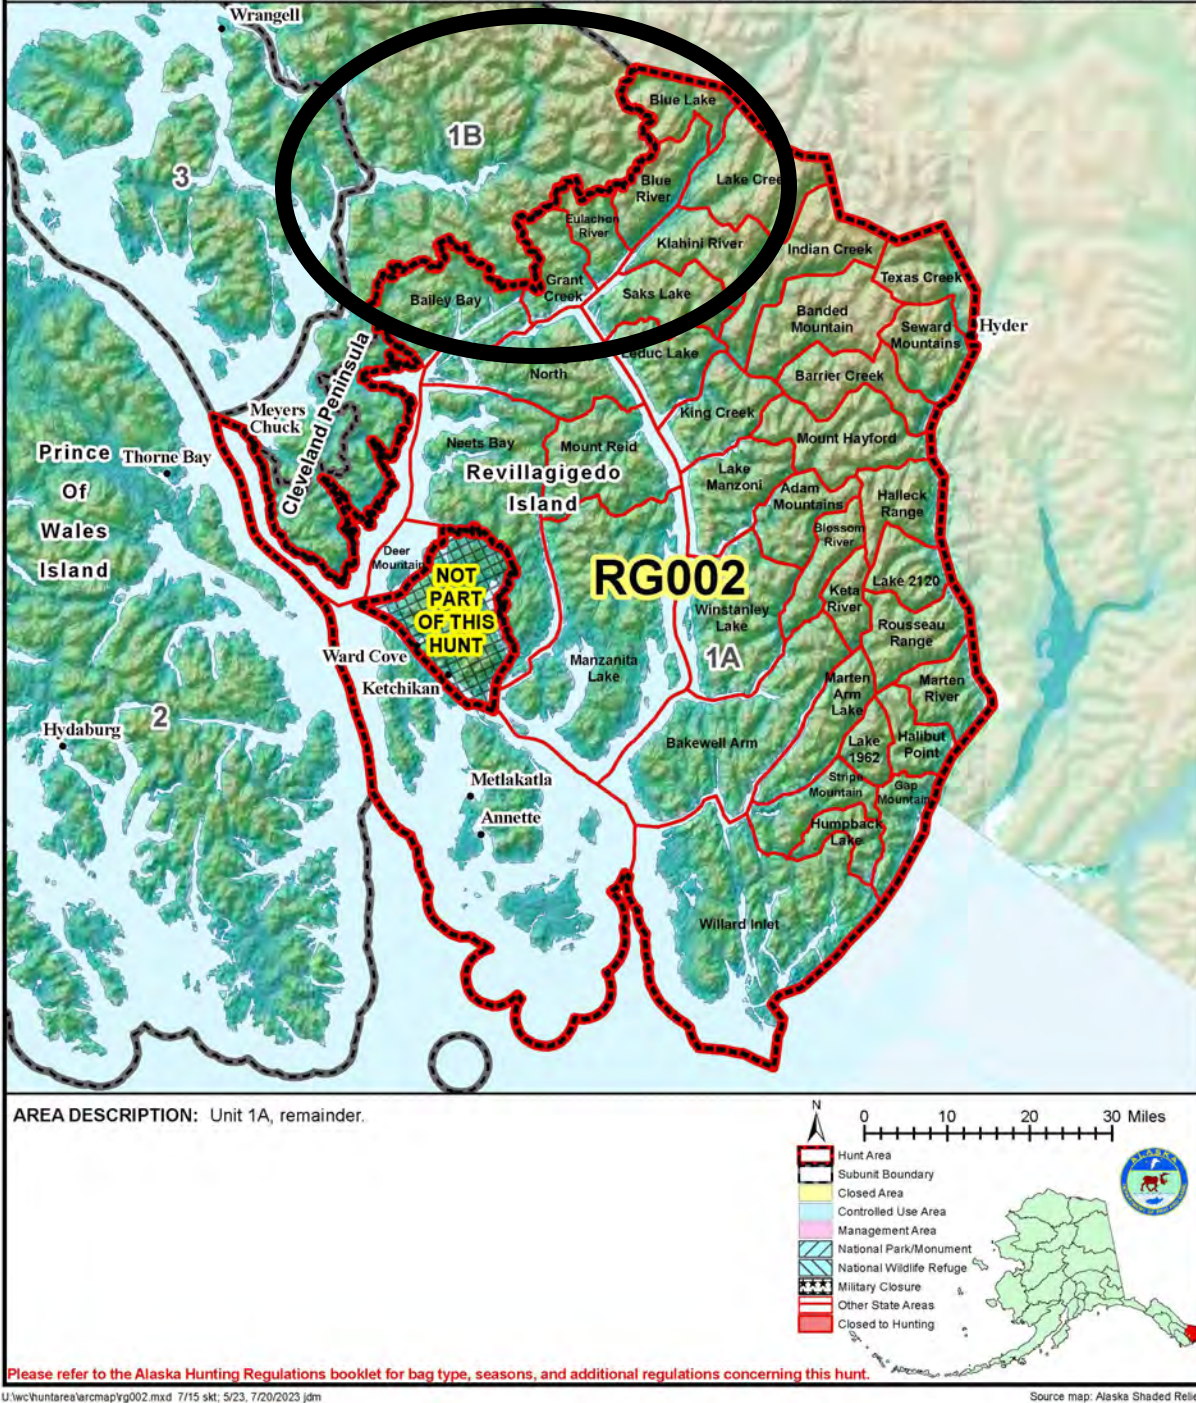 Wrangell
Blue Lake
1B
3
Blue
River
Lake Cree
Eulachon
River
Klahini River
Indian Creek
Texas Creek
Grant
Creek
Saks Lake
Bailey Bay
Banded
Mountain
Seward
Mountains
Hyder
Leduc Lake
North
Barrier Creek
Cleveland Peninsula
Meyers
Chuck
King Creek
Mount Hayford
Neets Bay
Mount Reid
Prince
Of
Wales
Island
Thorne Bay
Revillagigedo
Island
Lake
Manzoni
Adam
Mountains
Halleck
Range
Blossom
River
Deer
Mountain
NOT
PART
OF THIS
HUNT
RG002
Lake 2120
Keta
River
Winstanley
Lake
Rousseau
Range
Ward Cove
Ketchikan
Manzanita
Lake
1A
Marten
Arm
Lake
Marten
River
2
Hydaburg
Bakewell Arm
Lake
1962
Halibut
Point
Metlakatla
Stripe
Mountain
Gap
Mountain
Annette
Humpback
Lake
Willard Inlet
AREA DESCRIPTION: Unit 1A, remainder.
N
0 10 20 30 Miles
Hunt Area
Subunit Boundary
Closed Area
Controlled Use Area
Management Area
National Park/Monument
National Wildlife Refuge
Military Closure
Other State Areas
Closed to Hunting
ALASKA
Please refer to the Alaska Hunting Regulations booklet for bag type, seasons, and additional regulations concerning this hunt.
U:\wc\huntarea\arcmap\rg002.mxd 7/15 skt; 5/23, 7/20/2023 jdm
Source map: Alaska Shaded Relie